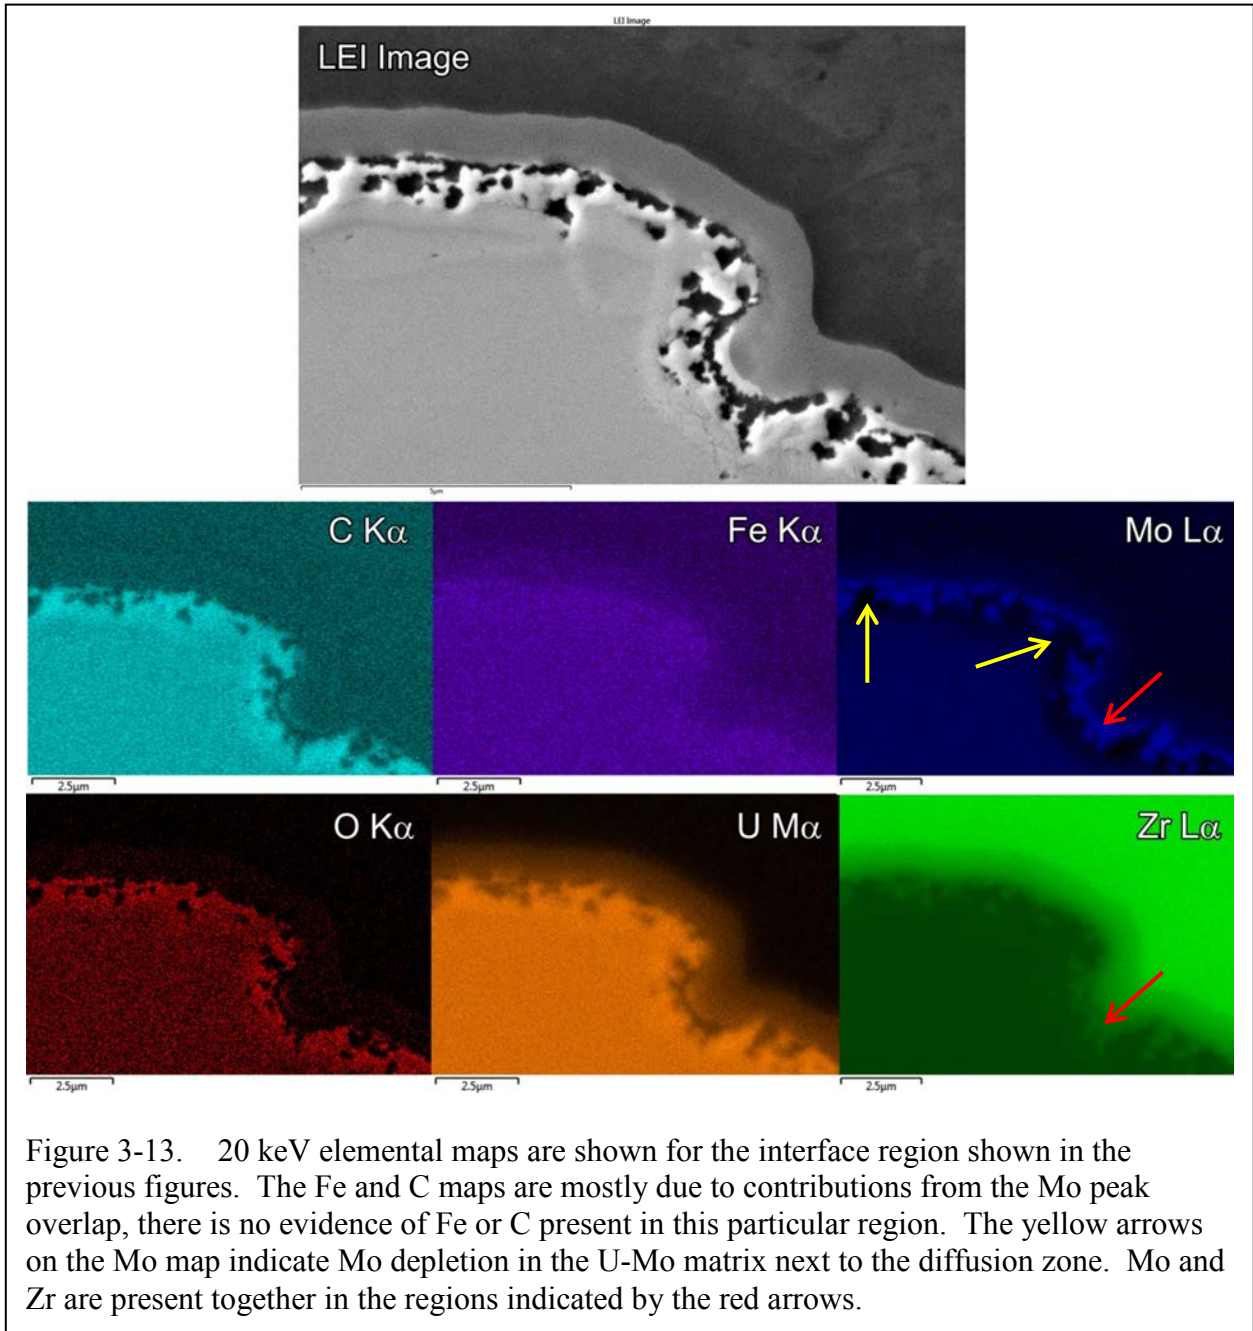 LEI Image
LEI Image
5µm
C Kα
Fe Kα
Mo Lα
2.5µm
2.5µm
2.5µm
O Kα
U Mα
Zr Lα
2.5µm
2.5µm
2.5µm
Figure 3-13. 20 keV elemental maps are shown for the interface region shown in the
previous figures. The Fe and C maps are mostly due to contributions from the Mo peak
overlap, there is no evidence of Fe or C present in this particular region. The yellow arrows
on the Mo map indicate Mo depletion in the U-Mo matrix next to the diffusion zone. Mo and
Zr are present together in the regions indicated by the red arrows.